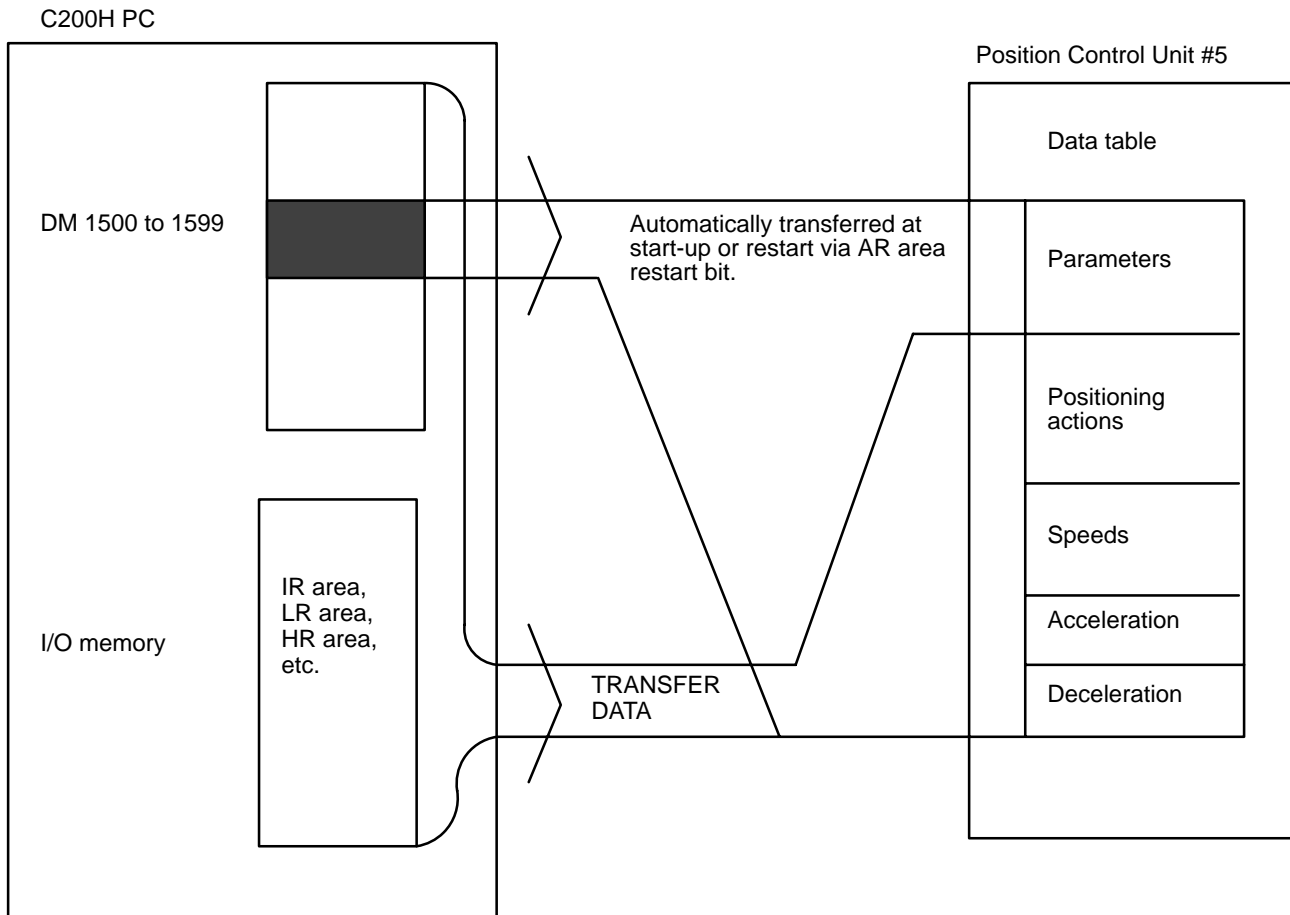 C200H PC
Position Control Unit #5
Data table
DM 1500 to 1599
Automatically transferred at
start-up or restart via AR area
restart bit.
Parameters
Positioning
actions
Speeds
IR area,
LR area,
HR area,
etc.
I/O memory
Acceleration
TRANSFER
DATA
Deceleration